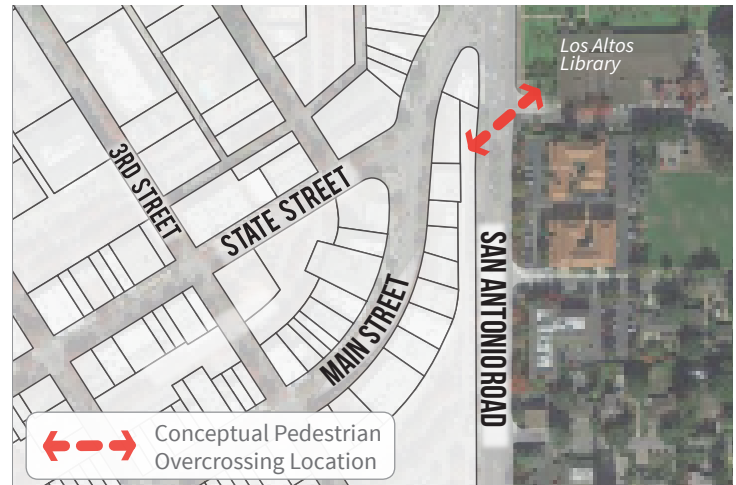 Los Altos
Library
3RD STREET
STATE STREET
MAIN STREET
SAN ANTONIO ROAD
Conceptual Pedestrian
Overcrossing Location